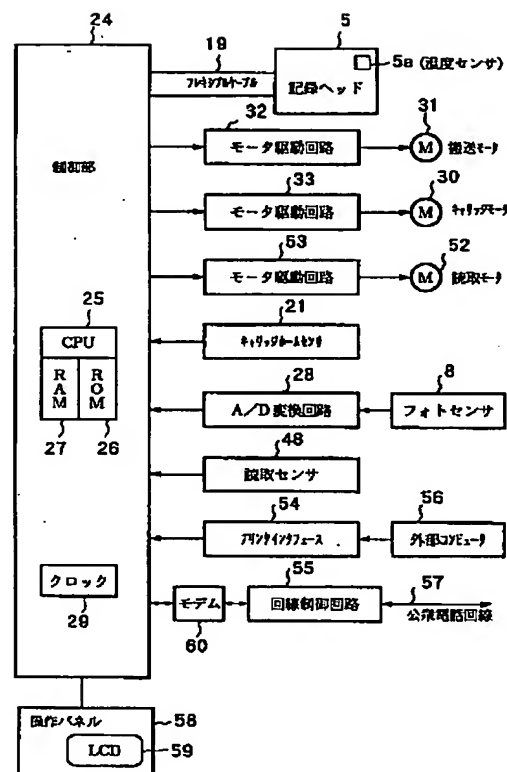 24
19
フレキシブルケーブル
5
記録ヘッド
5a (温度センサ)
制御部
32
モータ駆動回路
31
M
搬送モータ
33
モータ駆動回路
30
M
キャリッジモータ
53
モータ駆動回路
52
M
読取モータ
25
CPU
RAM
ROM
27
26
21
キャリッジホームセンサ
28
A/D変換回路
8
フォトセンサ
48
読取センサ
54
プリンタインタフェース
56
外部コンピュータ
クロック
29
モデム
60
55
回線制御回路
57
公衆電話回線
操作パネル
58
LCD
59